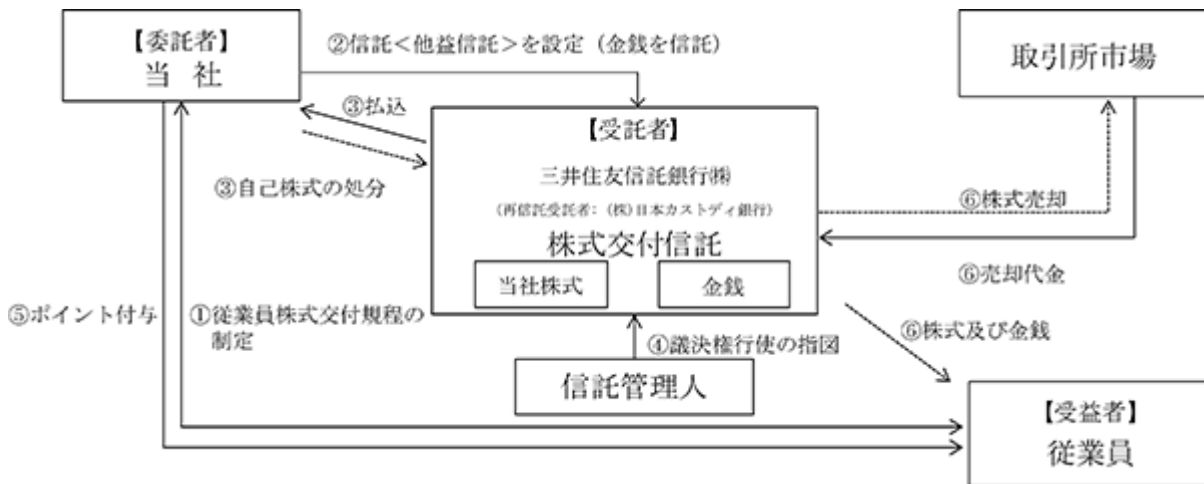 【委託者】
当 社
②信託＜他益信託＞を設定（金銭を信託）
取引所市場
③払込
③自己株式の処分
【受託者】
三井住友信託銀行㈱
（再信託受託者：（株）日本カストディ銀行）
株式交付信託
当社株式
金銭
⑥株式売却
⑥売却代金
⑤ポイント付与
①従業員株式交付規程の
制定
④議決権行使の指図
⑥株式及び金銭
信託管理人
【受益者】
従業員